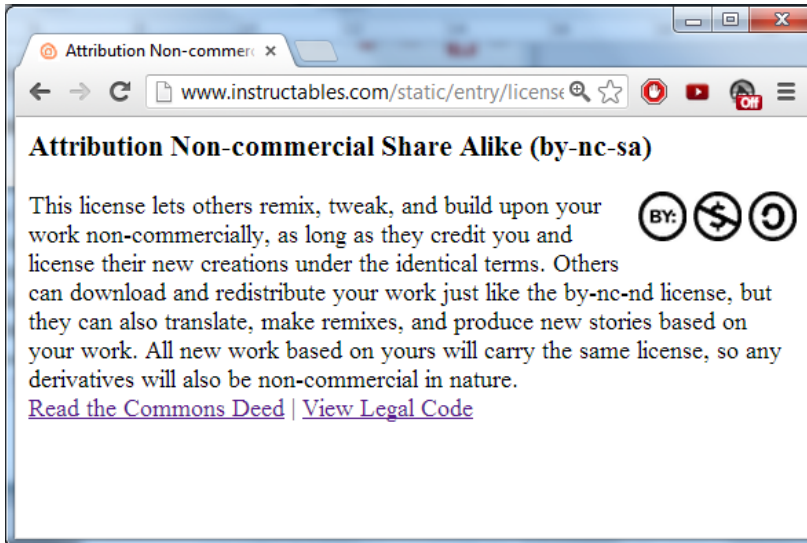 Attribution Non-commerc
www.instructables.com/static/entry/license
Off
Attribution Non-commercial Share Alike (by-nc-sa)
This license lets others remix, tweak, and build upon your
BY:
$
work non-commercially, as long as they credit you and
license their new creations under the identical terms. Others
can download and redistribute your work just like the by-nc-nd license, but
they can also translate, make remixes, and produce new stories based on
your work. All new work based on yours will carry the same license, so any
derivatives will also be non-commercial in nature.
Read the Commons Deed | View Legal Code